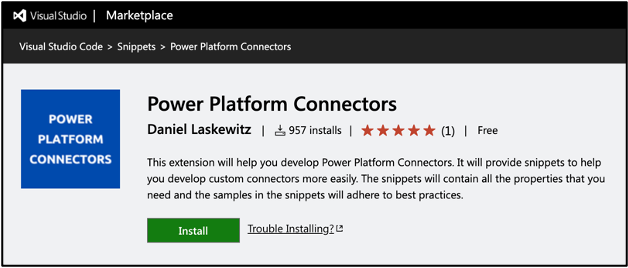 Visual Studio | Marketplace
Visual Studio Code > Snippets > Power Platform Connectors
POWER
PLATFORM
CONNECTORS
Power Platform Connectors
Daniel Laskewitz | 957 installs | ★★★★★ (1) | Free
This extension will help you develop Power Platform Connectors. It will provide snippets to help
you develop custom connectors more easily. The snippets will contain all the properties that you
need and the samples in the snippets will adhere to best practices.
Install Trouble Installing?